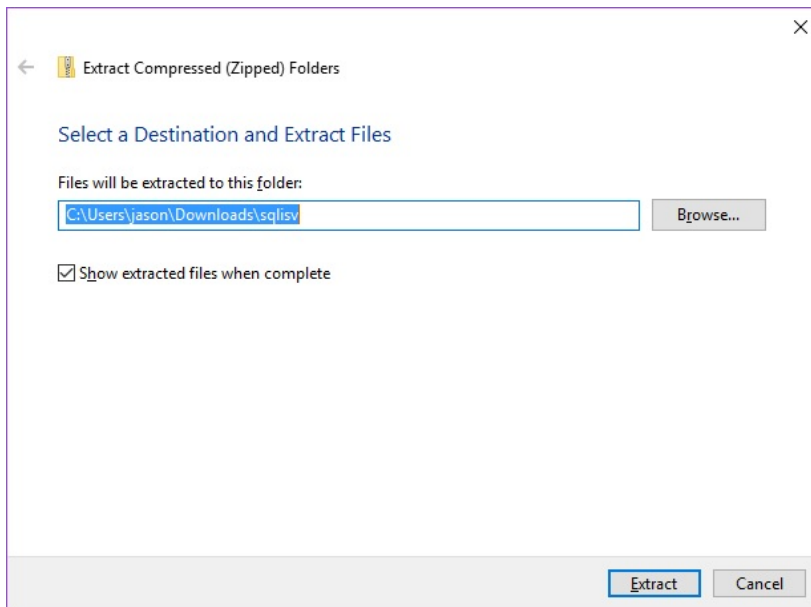 Extract Compressed (Zipped) Folders
Select a Destination and Extract Files
Files will be extracted to this folder:
C:\Users\jason\Downloads\sqlisv
Browse...
Show extracted files when complete
Extract
Cancel